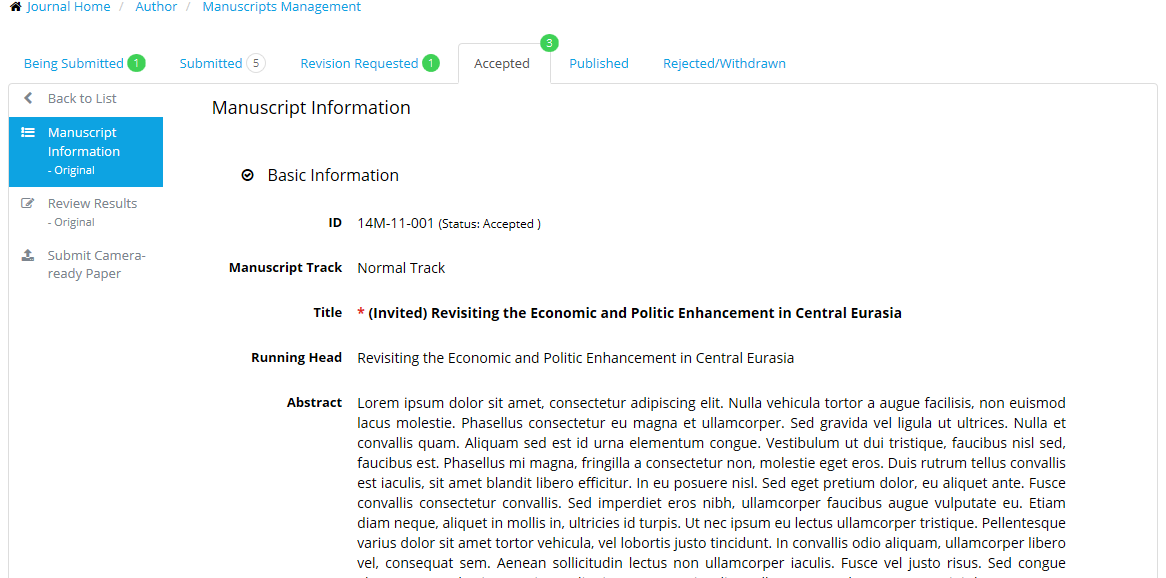 Journal Home / Author / Manuscripts Management
3
Being Submitted 1 Submitted 5 Revision Requested 1 Accepted Published Rejected/Withdrawn
Back to List
Manuscript Information
Manuscript
Information
- Original
Basic Information
Review Results
- Original
ID 14M-11-001 (Status: Accepted )
Submit Camera-
ready Paper
Manuscript Track Normal Track
Title * (Invited) Revisiting the Economic and Politic Enhancement in Central Eurasia
Running Head Revisiting the Economic and Politic Enhancement in Central Eurasia
Abstract Lorem ipsum dolor sit amet, consectetur adipiscing elit. Nulla vehicula tortor a augue facilisis, non euismod
lacus molestie. Phasellus consectetur eu magna et ullamcorper. Sed gravida vel ligula ut ultrices. Nulla et
convallis quam. Aliquam sed est id urna elementum congue. Vestibulum ut dui tristique, faucibus nisl sed,
faucibus est. Phasellus mi magna, fringilla a consectetur non, molestie eget eros. Duis rutrum tellus convallis
est iaculis, sit amet blandit libero efficitur. In eu posuere nisl. Sed eget pretium dolor, eu aliquet ante. Fusce
convallis consectetur convallis. Sed imperdiet eros nibh, ullamcorper faucibus augue vulputate eu. Etiam
diam neque, aliquet in mollis in, ultricies id turpis. Ut nec ipsum eu lectus ullamcorper tristique. Pellentesque
varius dolor sit amet tortor vehicula, vel lobortis justo tincidunt. In convallis odio aliquam, ullamcorper libero
vel, consequat sem. Aenean sollicitudin lectus non ullamcorper iaculis. Fusce vel justo risus. Sed congue